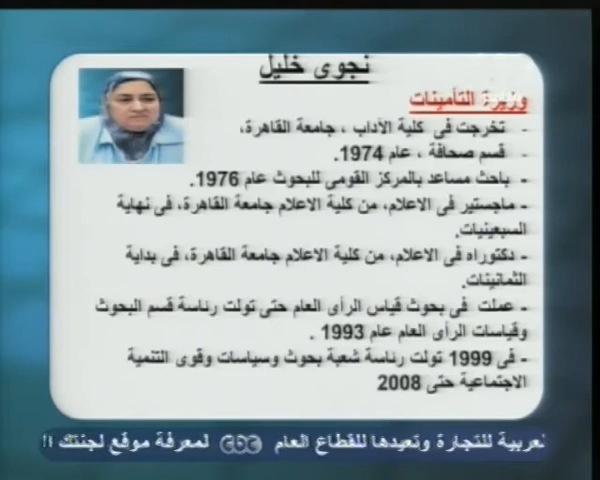 نجوى خليل
وزيرة التأمينات
- تخرجت فى كلية الآداب ، جامعة القاهرة،
- قسم صحافة ، عام 1974.
- باحث مساعد بالمركز القومى للبحوث عام 1976.
- ماجستير فى الاعلام، من كلية الاعلام جامعة القاهرة، فى نهاية
السبعينيات.
- دكتوراه فى الاعلام، من كلية الاعلام جامعة القاهرة، فى بداية
الثمانينات.
- عملت فى بحوث قياس الرأى العام حتى تولت رناسة قسم البحوث
وقياسات الرأى العام عام 1993 .
- فى 1999 تولت رناسة شعبة بحوث وسياسات وقوى التنمية
الاجتماعية حتى 2008
لعربية للتجارة وتعيدها للقطاع العام CBC لمعرفة موقع لجنتك